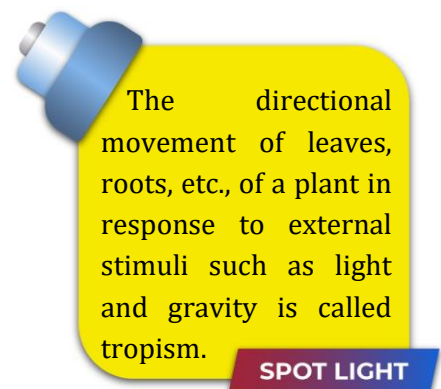 The directional
movement of leaves,
roots, etc., of a plant in
response to external
stimuli such as light
and gravity is called
tropism.
SPOT LIGHT